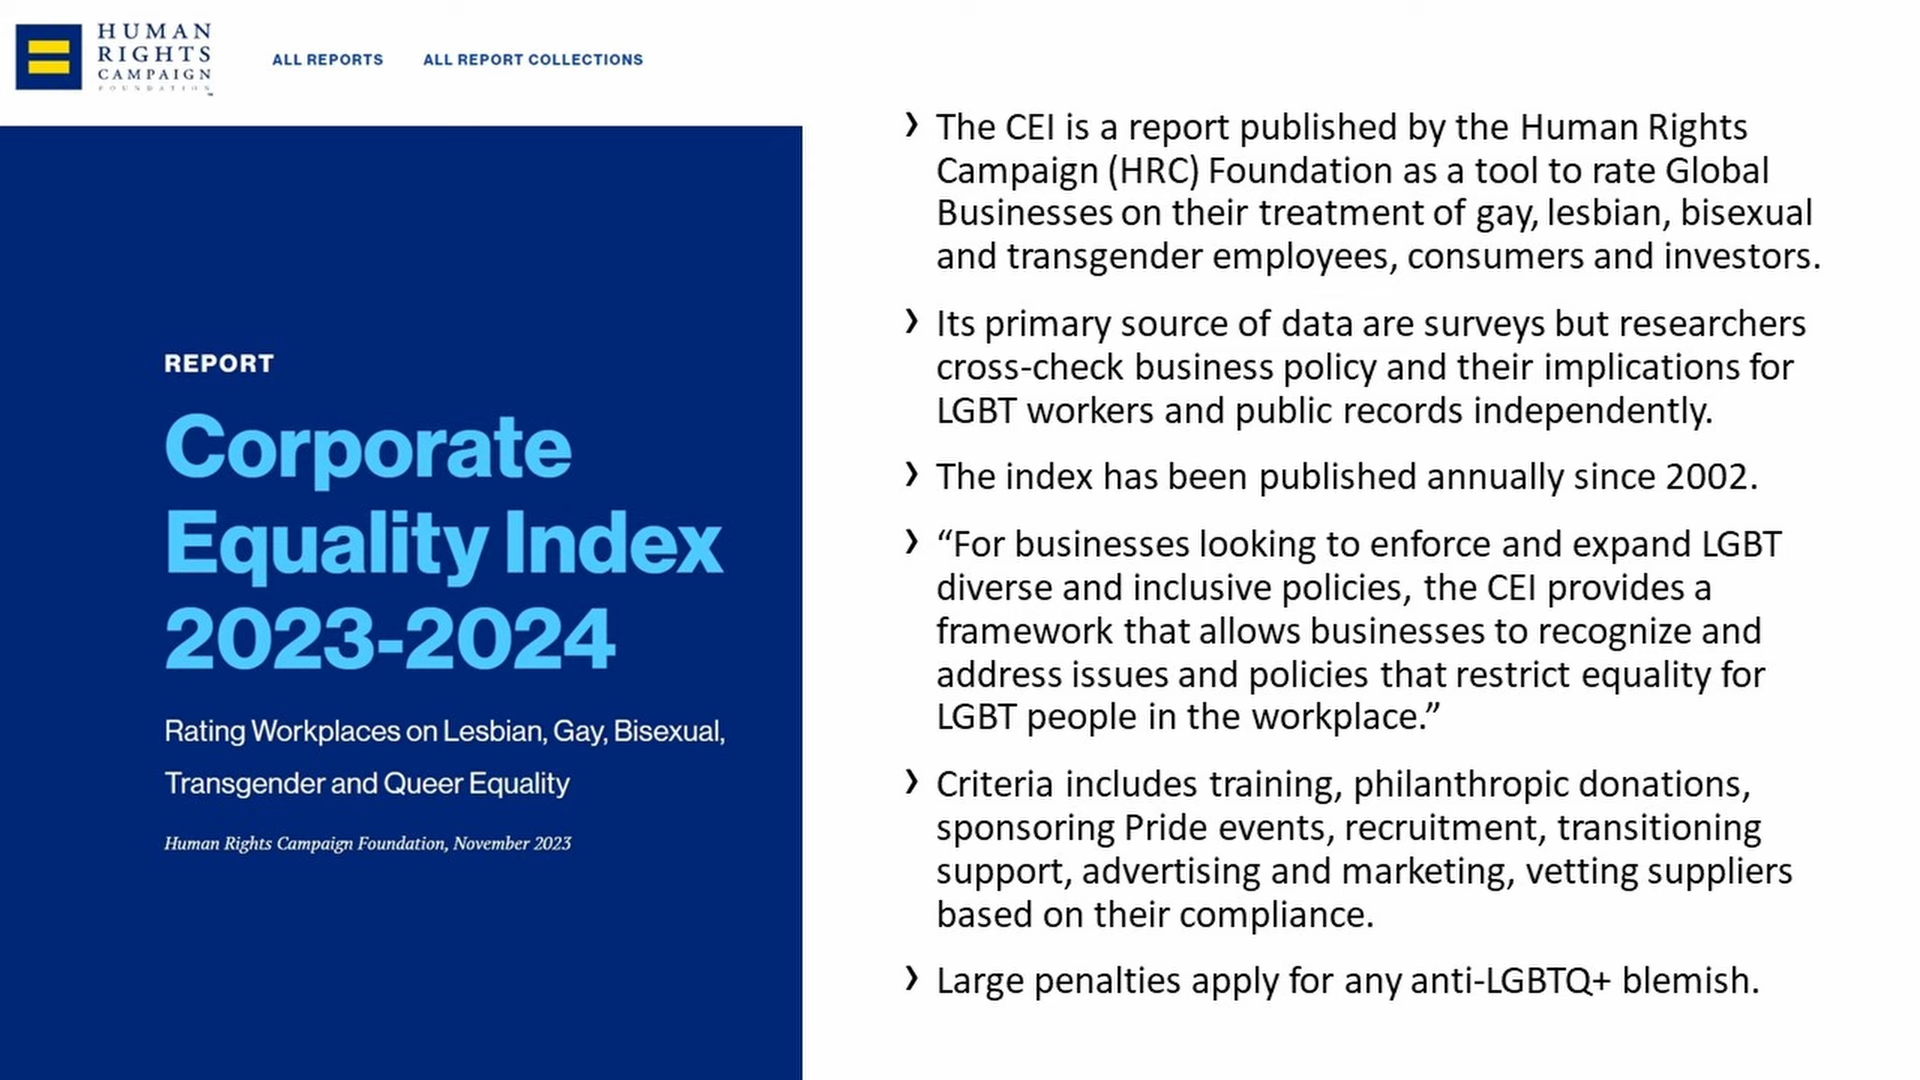 HUMAN
RIGHTS
CAMPAIGN
FOUNDATION
ALL REPORTS
ALL REPORT COLLECTIONS
REPORT
Corporate
Equality Index
2023-2024
Rating Workplaces on Lesbian, Gay, Bisexual,
Transgender and Queer Equality
Human Rights Campaign Foundation, November 2023
› The CEI is a report published by the Human Rights
Campaign (HRC) Foundation as a tool to rate Global
Businesses on their treatment of gay, lesbian, bisexual
and transgender employees, consumers and investors.
› Its primary source of data are surveys but researchers
cross-check business policy and their implications for
LGBT workers and public records independently.
› The index has been published annually since 2002.
› “For businesses looking to enforce and expand LGBT
diverse and inclusive policies, the CEI provides a
framework that allows businesses to recognize and
address issues and policies that restrict equality for
LGBT people in the workplace.”
› Criteria includes training, philanthropic donations,
sponsoring Pride events, recruitment, transitioning
support, advertising and marketing, vetting suppliers
based on their compliance.
› Large penalties apply for any anti-LGBTQ+ blemish.